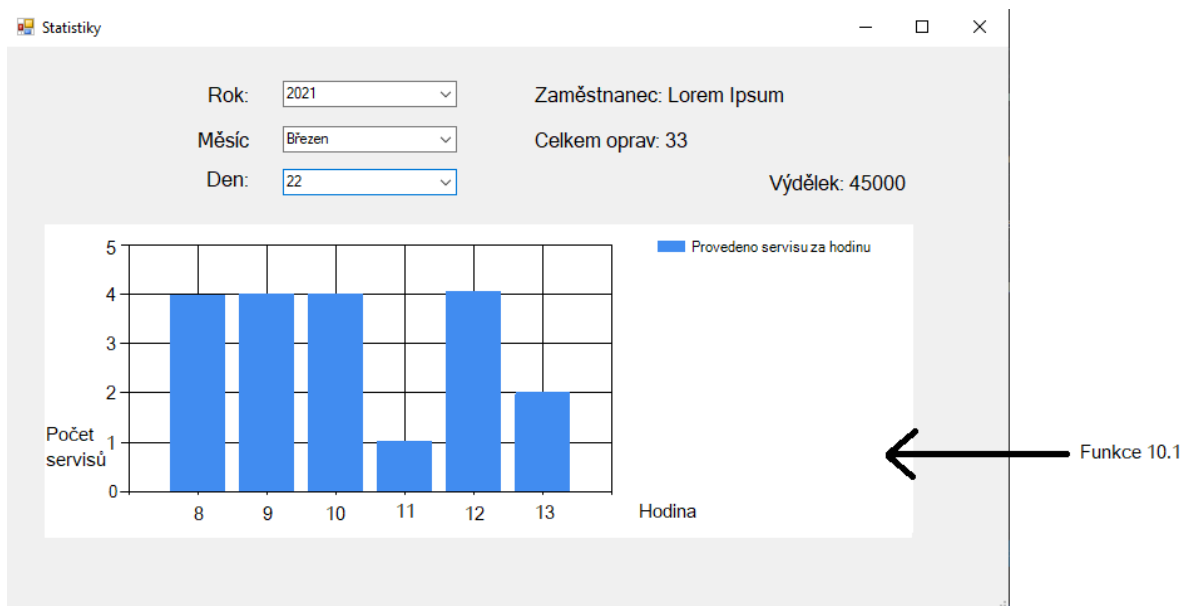 Statistiky
Rok: 2021 Zaměstnanec: Lorem Ipsum
Měsíc Březen Celkem oprav: 33
Den: 22 Výdělek: 45000
Provedeno servisu za hodinu
5
4
3
2
Počet
servisů
1
0
8 9 10 11 12 13 Hodina
Funkce 10.1